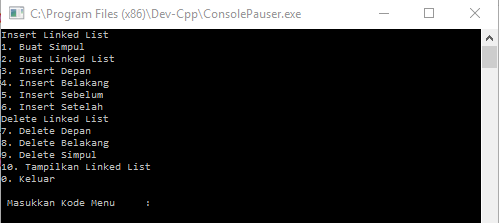 C:\Program Files (x86)\Dev-Cpp\ConsolePauser.exe
Insert Linked List
1. Buat Simpul
2. Buat Linked List
3. Insert Depan
4. Insert Belakang
5. Insert Sebelum
6. Insert Setelah
Delete Linked List
7. Delete Depan
8. Delete Belakang
9. Delete Simpul
10. Tampilkan Linked List
0. Keluar
Masukkan Kode Menu     :